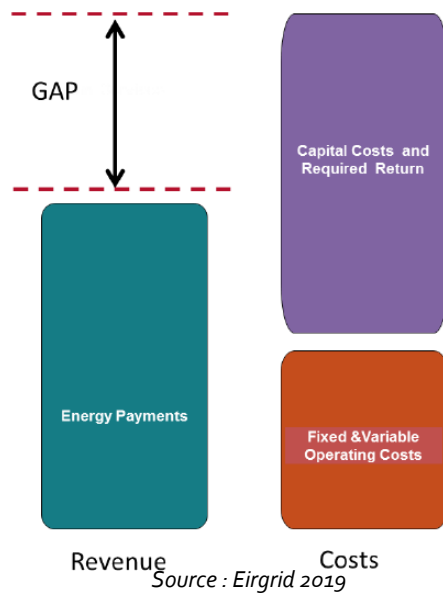 GAP
Capital Costs and
Required Return
Energy Payments
Fixed &Variable
Operating Costs
Revenue
Costs
Source : Eirgrid 2019